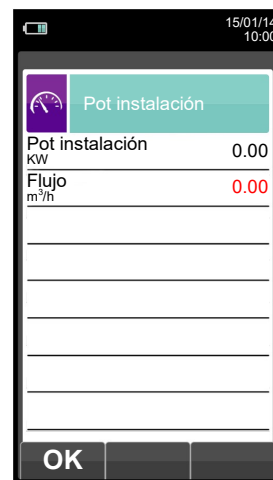 15/01/14
10:00
Pot instalación
Pot instalación 0.00
KW
Flujo 0.00
m³/h
OK